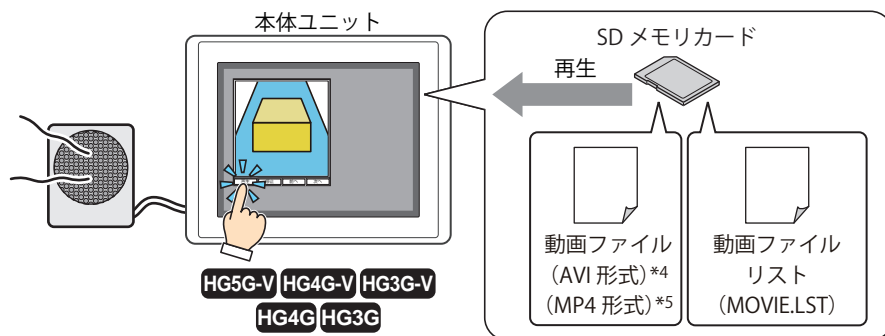 本体ユニット
SD メモリカード
再生
動画ファイル
(AVI 形式)*4
(MP4 形式)*5
動画ファイル
リスト
(MOVIE.LST)
HG5G-V HG4G-V HG3G-V
HG4G HG3G